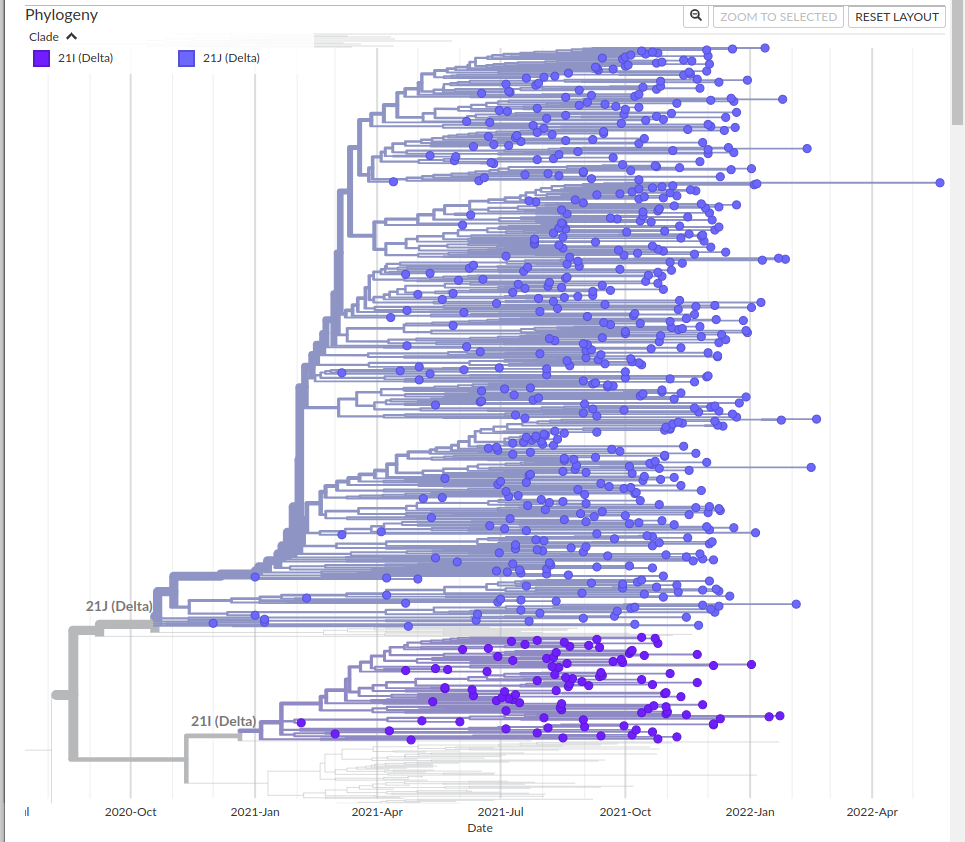 Phylogeny
ZOOM TO SELECTED
RESET LAYOUT
Clade
21I (Delta)
21J (Delta)
21J (Delta)
21I (Delta)
2020-Oct
2021-Jan
2021-Apr
2021-Jul
2021-Oct
2022-Jan
2022-Apr
Date